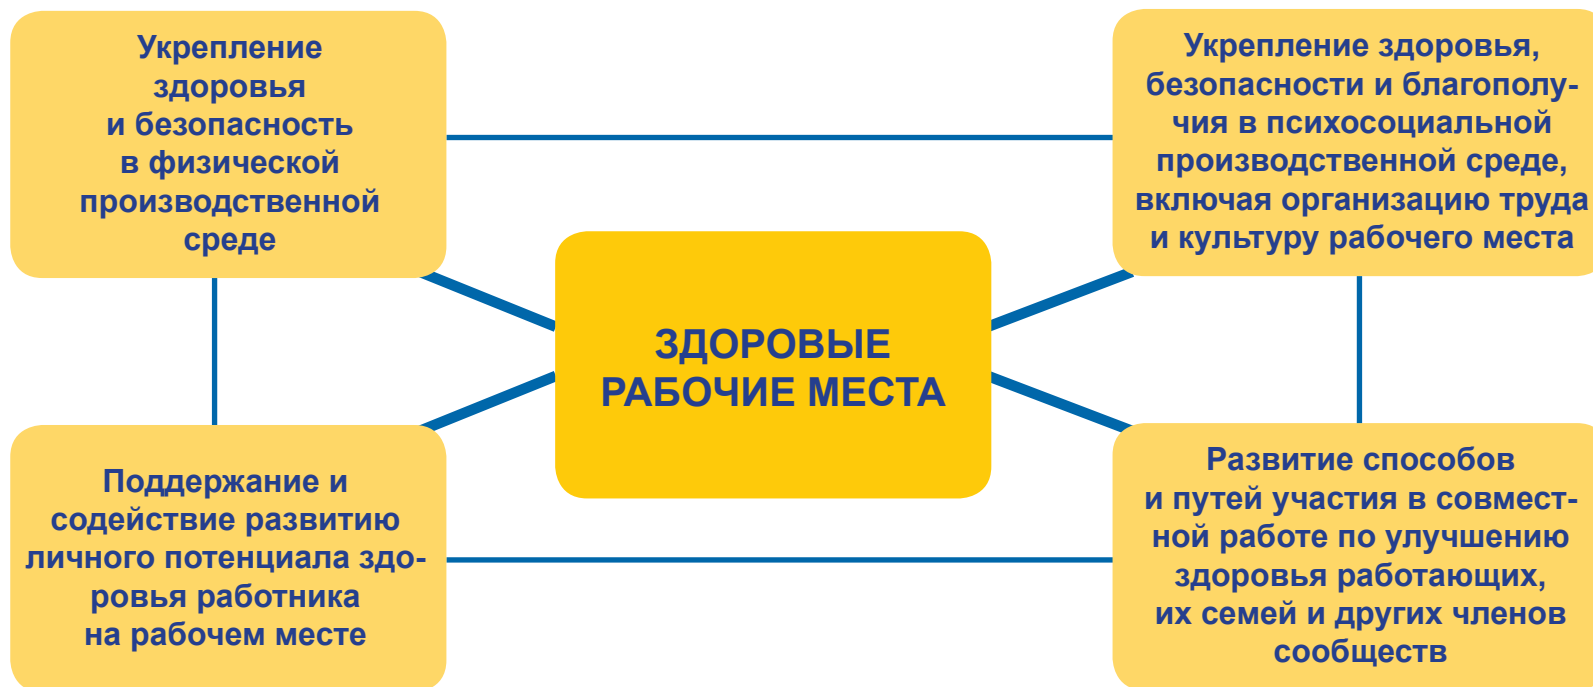 Укрепление
здоровья
и безопасность
в физической
производственной
среде
Укрепление здоровья,
безопасности и благополу-
чия в психосоциальной
производственной среде,
включая организацию труда
и культуру рабочего места
ЗДОРОВЫЕ
РАБОЧИЕ МЕСТА
Поддержание и
содействие развитию
личного потенциала здо-
ровья работника
на рабочем месте
Развитие способов
и путей участия в совмест-
ной работе по улучшению
здоровья работающих,
их семей и других членов
сообществ